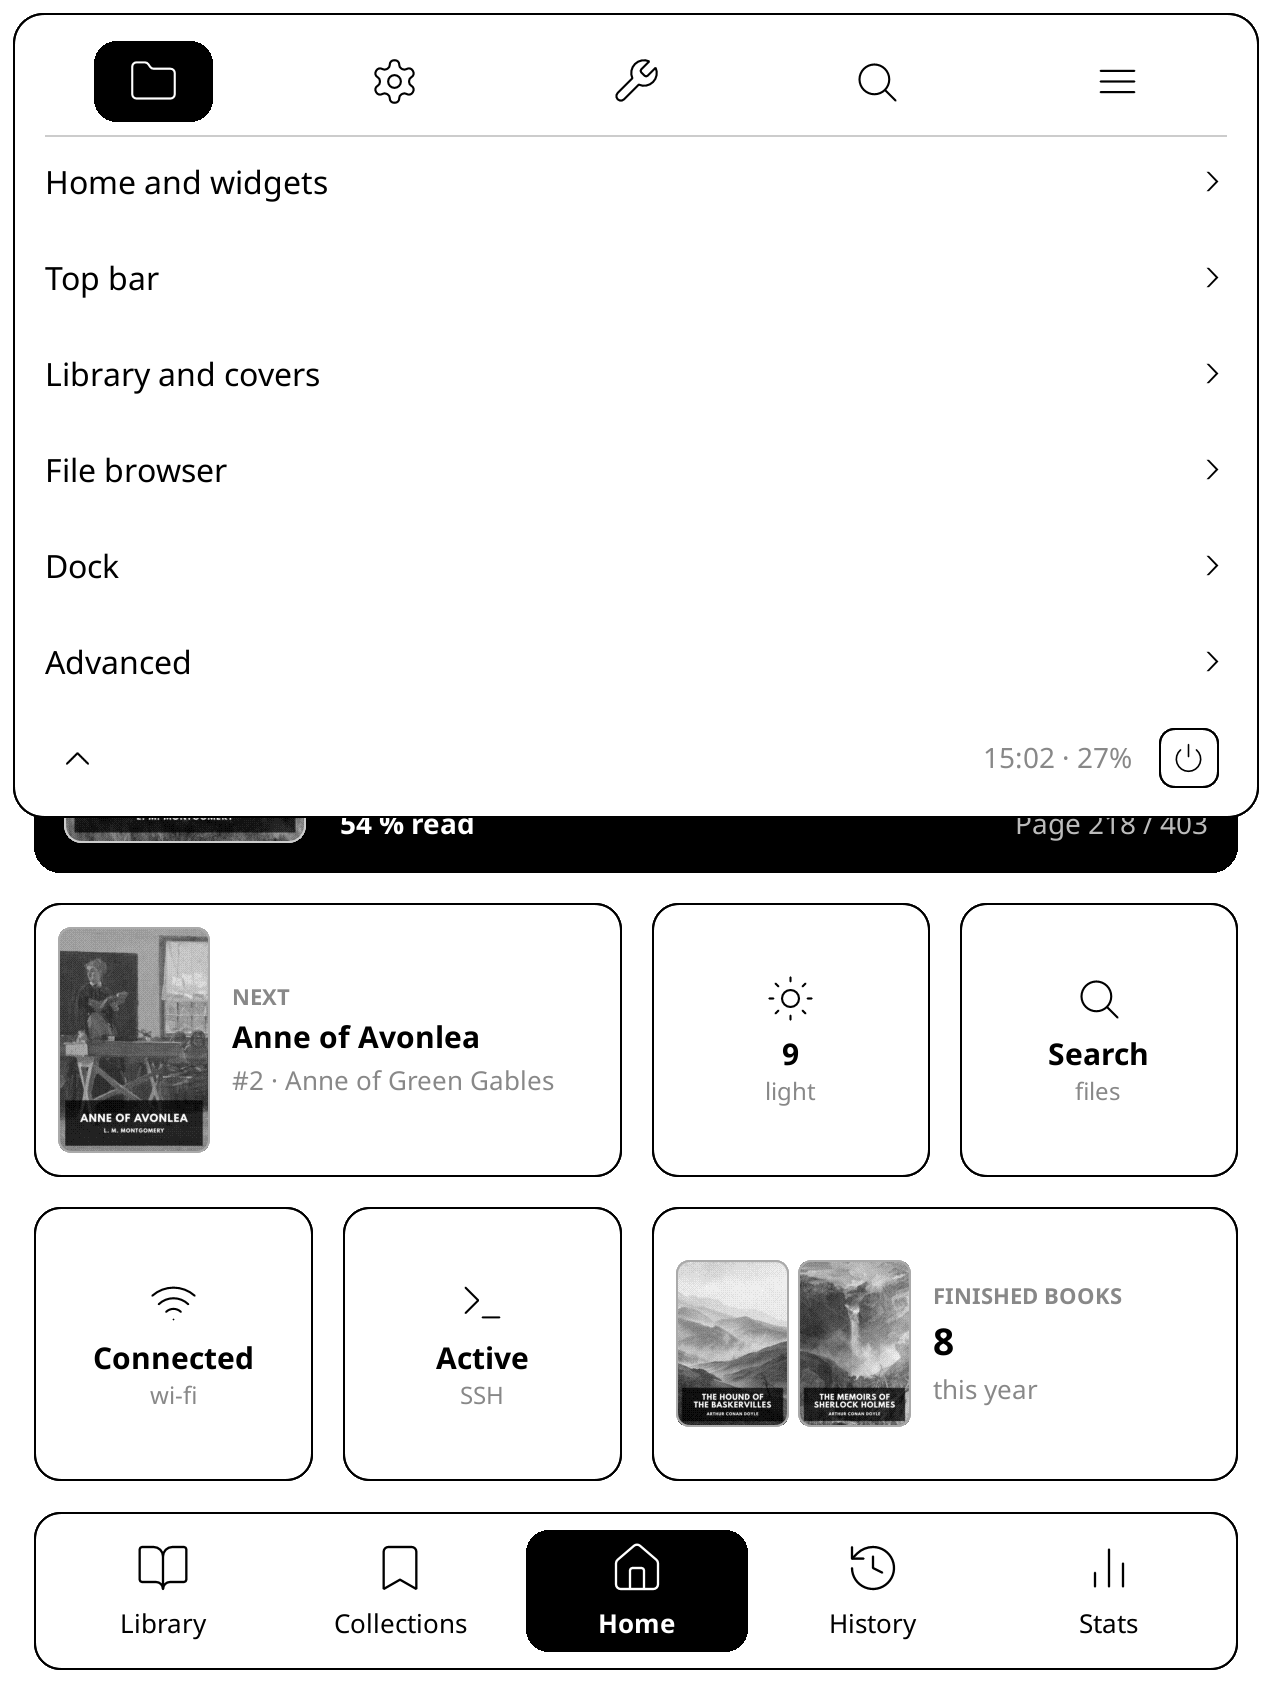 Home and widgets
Top bar
Library and covers
File browser
Dock
Advanced
15:02 · 27%
54 % read
Page 218 / 403
ANNE OF AVONLEA
L. M. MONTGOMERY
NEXT
Anne of Avonlea
#2 · Anne of Green Gables
9
light
Search
files
Connected
wi-fi
Active
SSH
THE HOUND OF
THE BASKERVILLES
ARTHUR CONAN DOYLE
THE MEMOIRS OF
SHERLOCK HOLMES
ARTHUR CONAN DOYLE
FINISHED BOOKS
8
this year
Library
Collections
Home
History
Stats